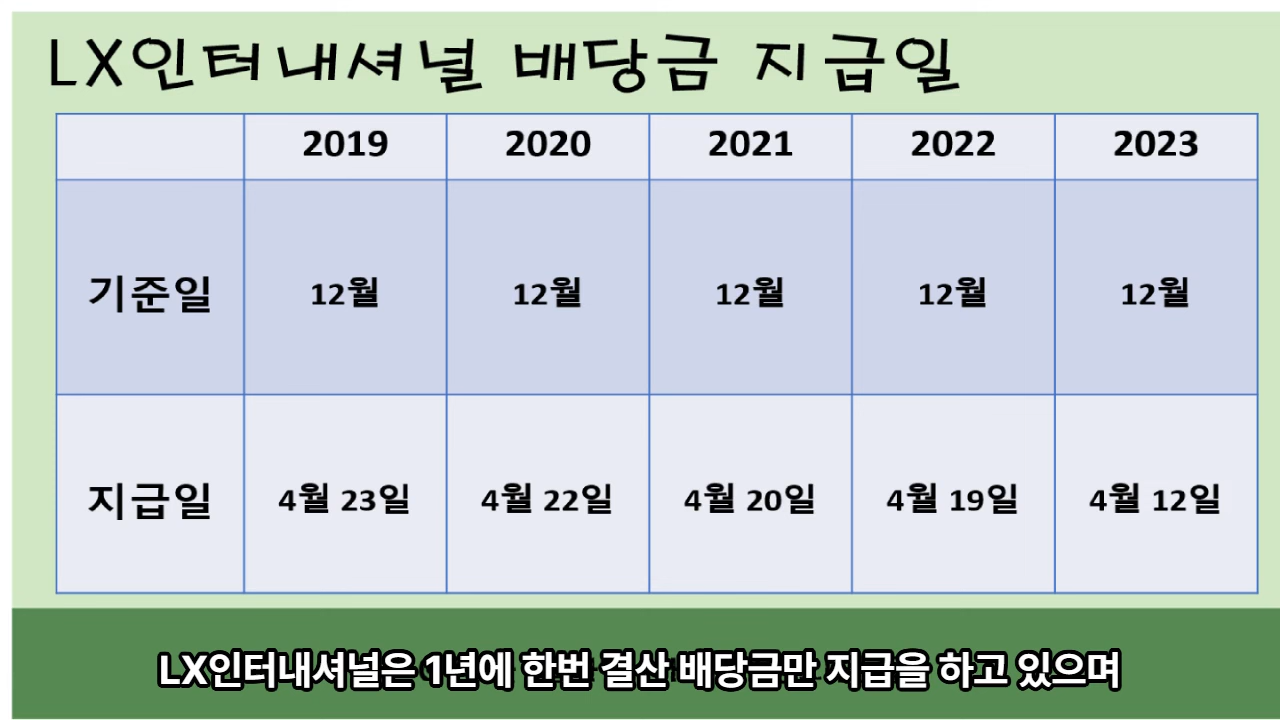 LX인터내셔널 배당금 지급일
2019 2020 2021 2022 2023
기준일 12월 12월 12월 12월 12월
지급일 4월 23일 4월 22일 4월 20일 4월 19일 4월 12일
LX인터내셔널은 1년에 한번 결산 배당금만 지급을 하고 있으며